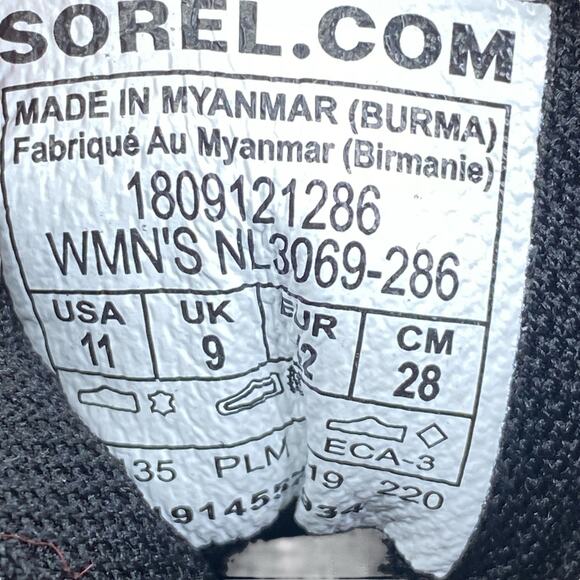 SOREL.COM
MADE IN MYANMAR (BURMA)
Fabriqué Au Myanmar (Birmanie)
1809121286
WMN'S NL3069-286
USA UK EUR CM
11 9 28
ECA-3
35 PLM 19 220